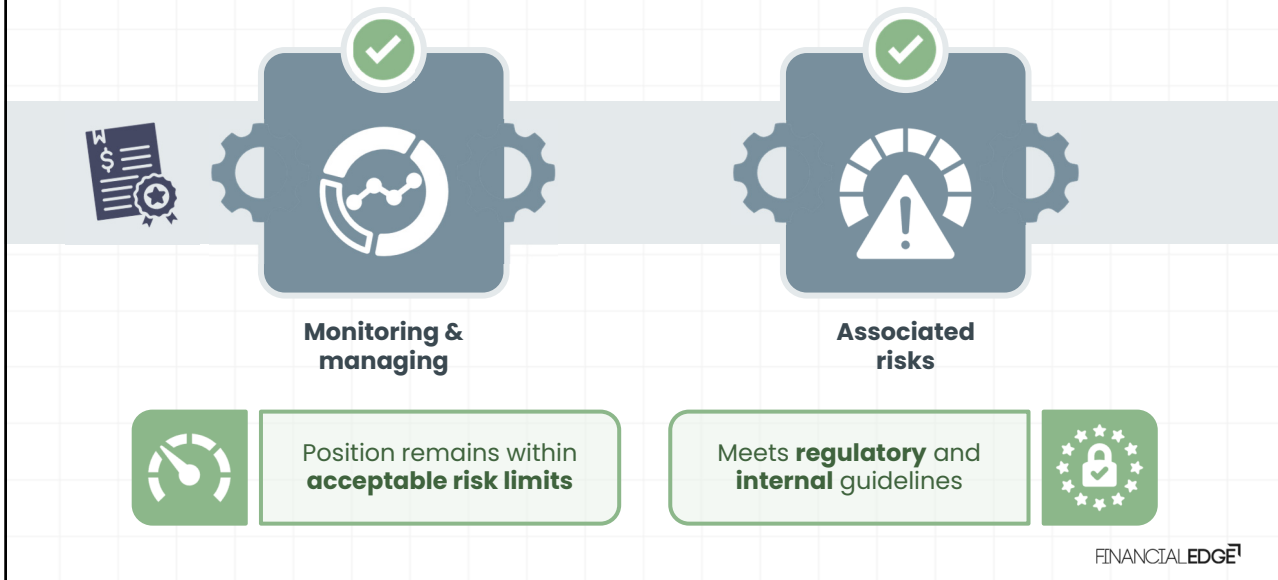 W
$
Monitoring &
managing
Associated
risks
Position remains within
acceptable risk limits
Meets regulatory and
internal guidelines
FINANCIALEDGE